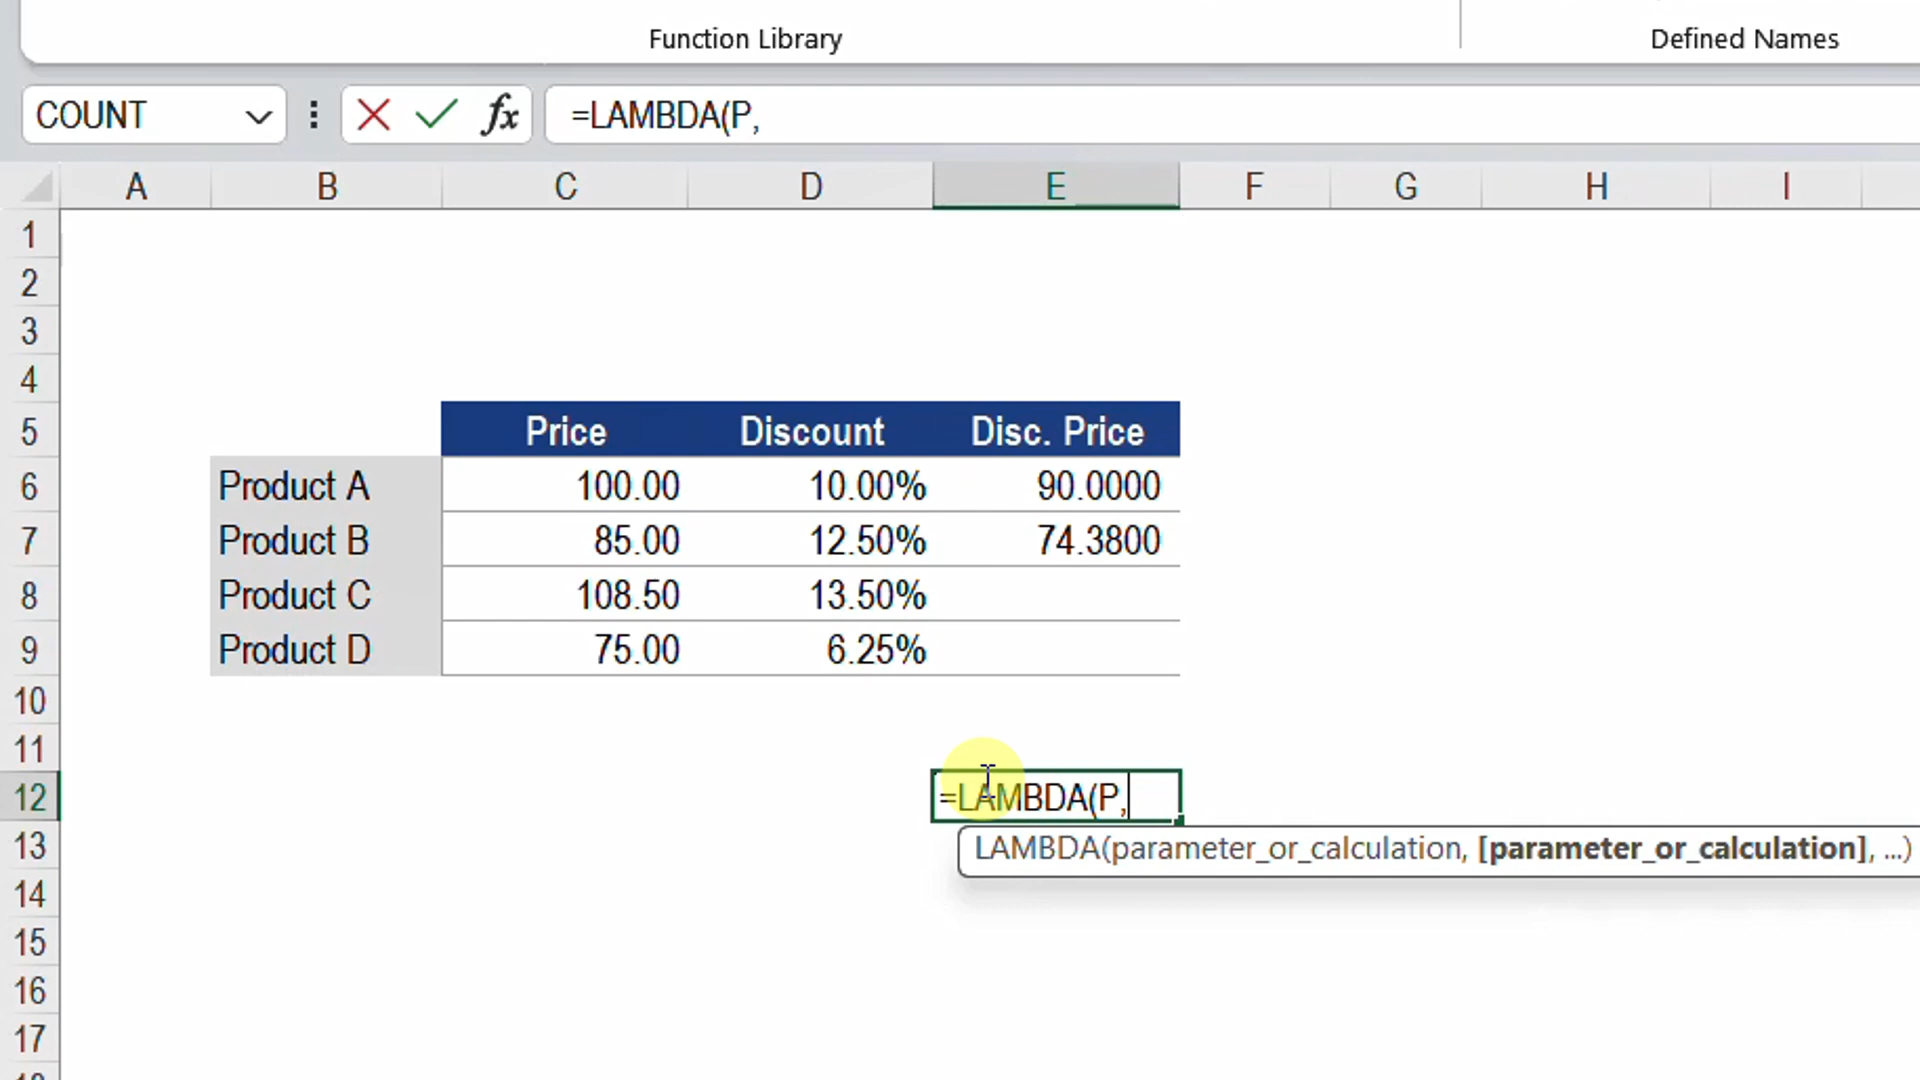 Function Library
Defined Names
COUNT fx =LAMBDA(P,
A B C D E F G H I
1
2
3
4
5 Price Discount Disc. Price
6 Product A 100.00 10.00% 90.0000
7 Product B 85.00 12.50% 74.3800
8 Product C 108.50 13.50%
9 Product D 75.00 6.25%
10
11
12 =LAMBDA(P,
13 LAMBDA(parameter_or_calculation, [parameter_or_calculation], ...)
14
15
16
17